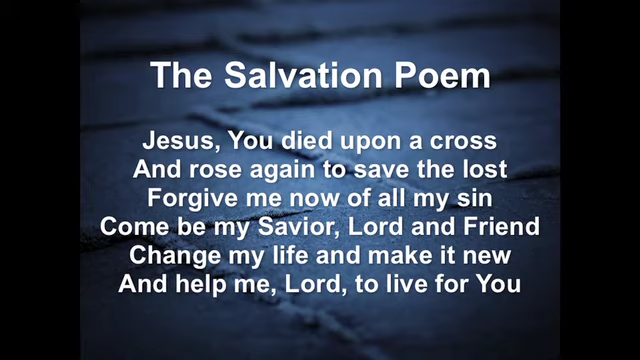 The Salvation Poem
Jesus, You died upon a cross
And rose again to save the lost
Forgive me now of all my sin
Come be my Savior, Lord and Friend
Change my life and make it new
And help me, Lord, to live for You